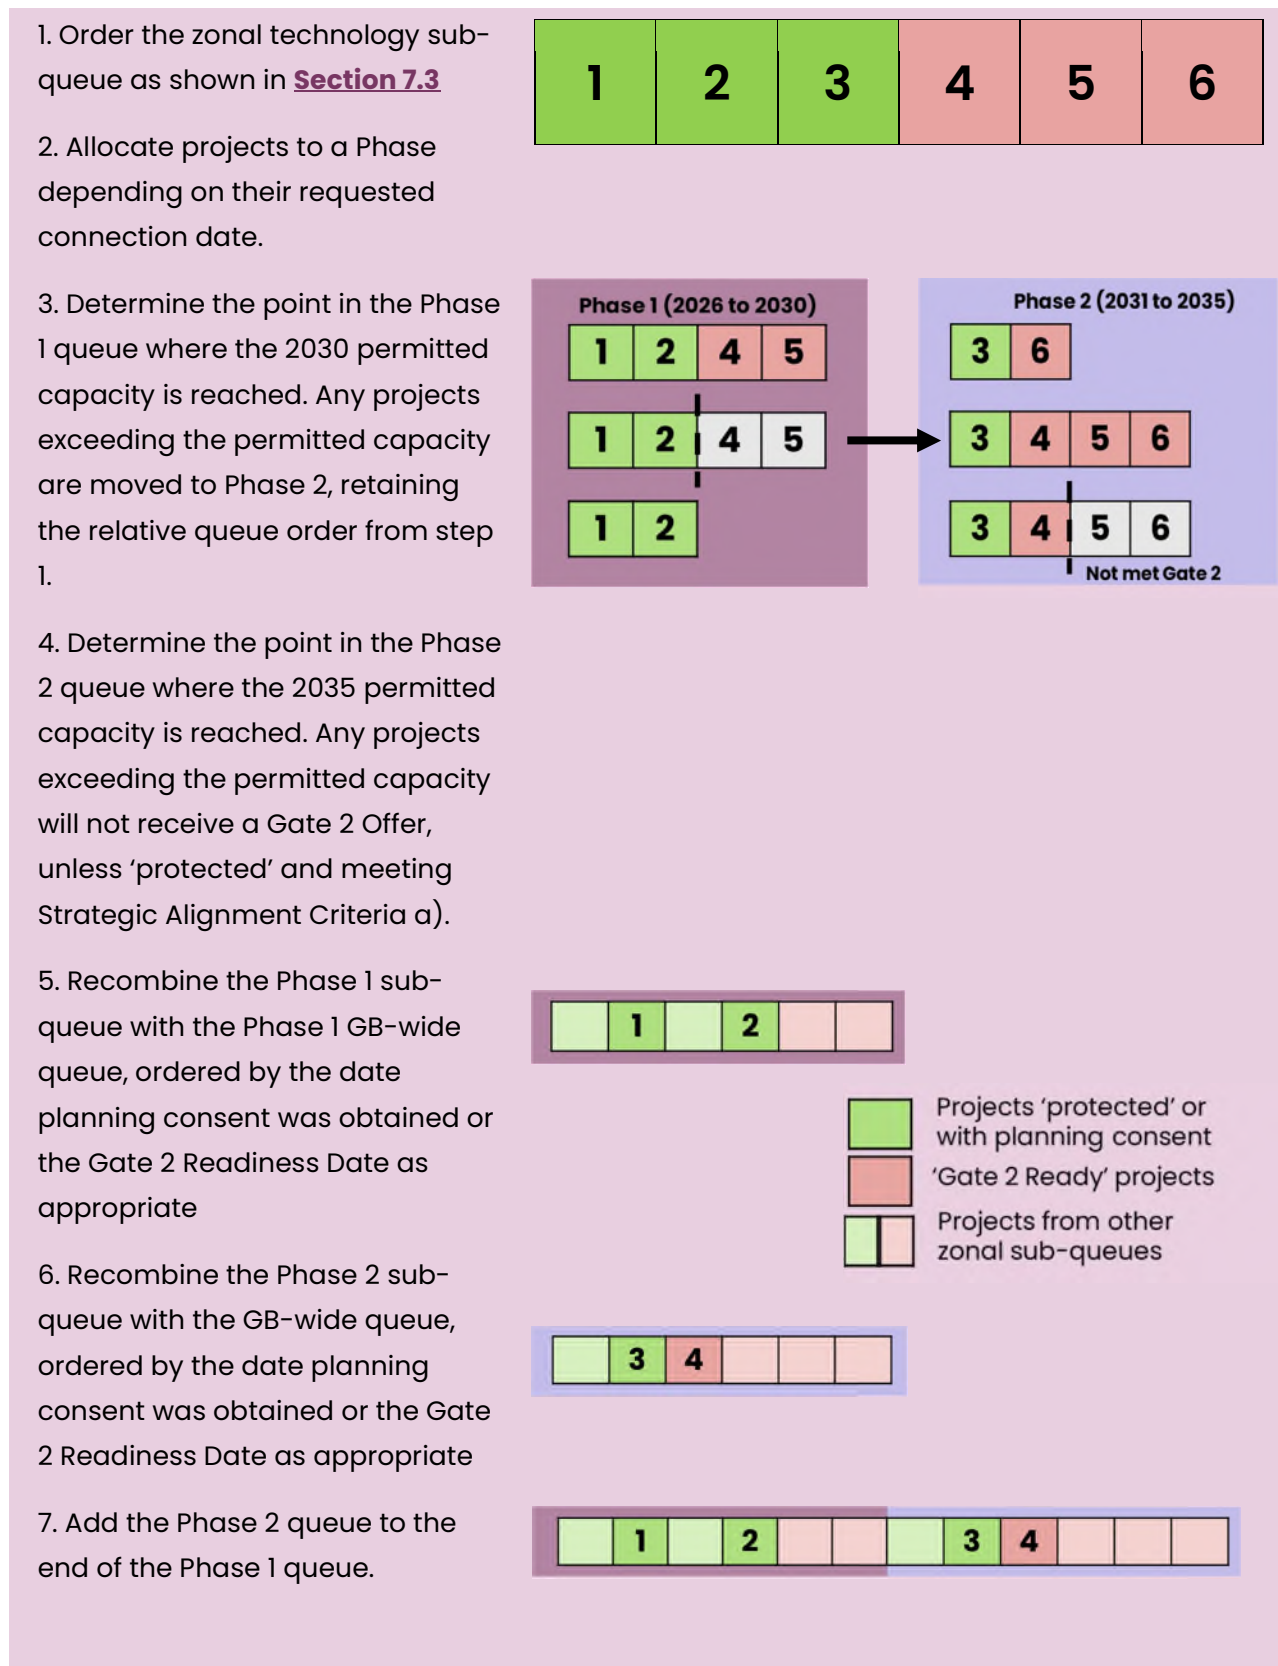 1. Order the zonal technology sub-
queue as shown in Section 7.3
1 2 3 4 5 6
2. Allocate projects to a Phase
depending on their requested
connection date.
3. Determine the point in the Phase
1 queue where the 2030 permitted
capacity is reached. Any projects
exceeding the permitted capacity
are moved to Phase 2, retaining
the relative queue order from step
1.
Phase 1 (2026 to 2030)
1 2 4 5
1 2 4 5
1 2
Phase 2 (2031 to 2035)
3 6
3 4 5 6
3 4 5 6
Not met Gate 2
4. Determine the point in the Phase
2 queue where the 2035 permitted
capacity is reached. Any projects
exceeding the permitted capacity
will not receive a Gate 2 Offer,
unless ‘protected’ and meeting
Strategic Alignment Criteria a).
5. Recombine the Phase 1 sub-
queue with the Phase 1 GB-wide
queue, ordered by the date
planning consent was obtained or
the Gate 2 Readiness Date as
appropriate
1 2
Projects ‘protected’ or
with planning consent
‘Gate 2 Ready’ projects
Projects from other
zonal sub-queues
6. Recombine the Phase 2 sub-
queue with the GB-wide queue,
ordered by the date planning
consent was obtained or the Gate
2 Readiness Date as appropriate
3 4
7. Add the Phase 2 queue to the
end of the Phase 1 queue.
1 2 3 4